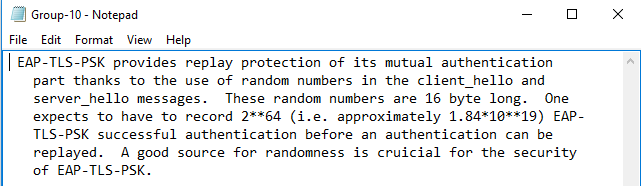 Group-10 - Notepad
File Edit Format View Help
EAP-TLS-PSK provides replay protection of its mutual authentication
part thanks to the use of random numbers in the client_hello and
server_hello messages.  These random numbers are 16 byte long.  One
expects to have to record 2**64 (i.e. approximately 1.84*10**19) EAP-
TLS-PSK successful authentication before an authentication can be
replayed.  A good source for randomness is cruicial for the security
of EAP-TLS-PSK.